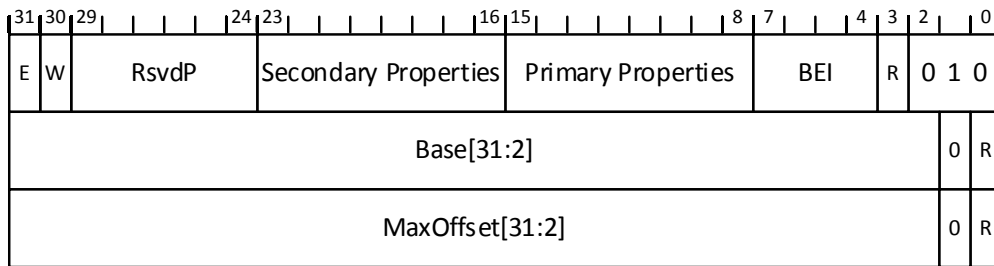 31 30 29 24 23 16 15 8 7 4 3 2 0
E W RsvdP Secondary Properties Primary Properties BEI R 0 1 0
Base[31:2] 0 R
MaxOffset[31:2] 0 R